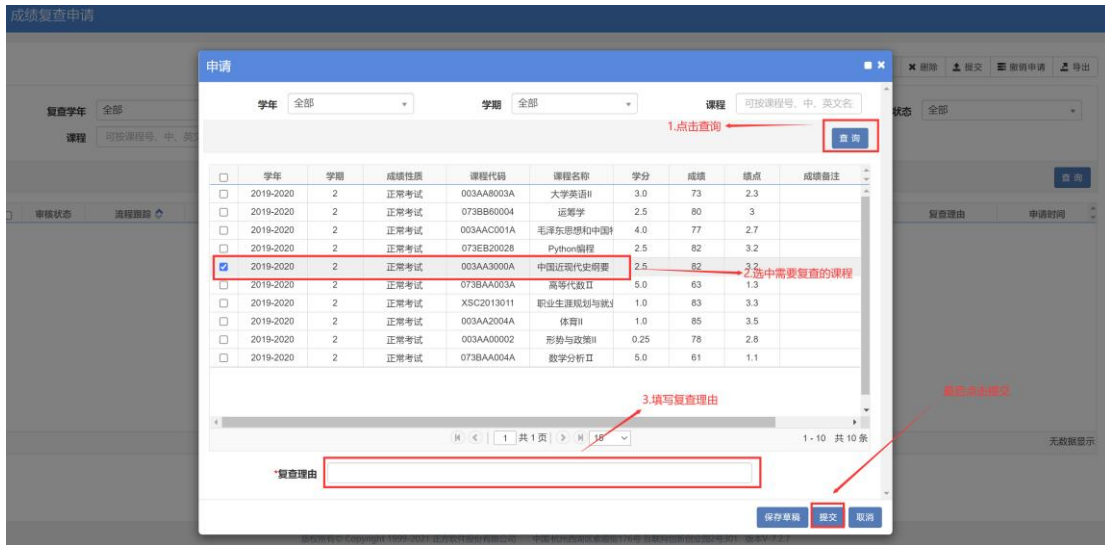 成绩复查申请
申请
删除 提交 撤销申请 导出
复查学年 全部
课程 可按课程号、中、英文
状态 全部
查 询
学年 全部 学期 全部 课程 可按课程号、中、英文名
1.点击查询
查 询
审核状态 流程跟踪 复查理由 申请时间
学年 学期 成绩性质 课程代码 课程名称 学分 成绩 绩点 成绩备注
2019-2020 2 正常考试 003AA8003A 大学英语II 3.0 73 2.3
2019-2020 2 正常考试 073BB60004 运筹学 2.5 80 3
2019-2020 2 正常考试 003AAC001A 毛泽东思想和中国 4.0 77 2.7
2019-2020 2 正常考试 073EB20028 Python编程 2.5 82 3.2
2019-2020 2 正常考试 003AA3000A 中国近现代史纲要 2.5 82 3.2
2.选中需要复查的课程
2019-2020 2 正常考试 073BAA003A 高等代数II 5.0 63 1.3
2019-2020 2 正常考试 XSC2013011 职业生涯规划与就 1.0 83 3.3
2019-2020 2 正常考试 003AA2004A 体育II 1.0 85 3.5
2019-2020 2 正常考试 003AA00002 形势与政策II 0.25 78 2.8
2019-2020 2 正常考试 073BAA004A 数学分析II 5.0 61 1.1
最后点击提交
3.填写复查理由
1 共1页 15 1 - 10 共 10 条
无数据显示
*复查理由
保存草稿 提交 取消